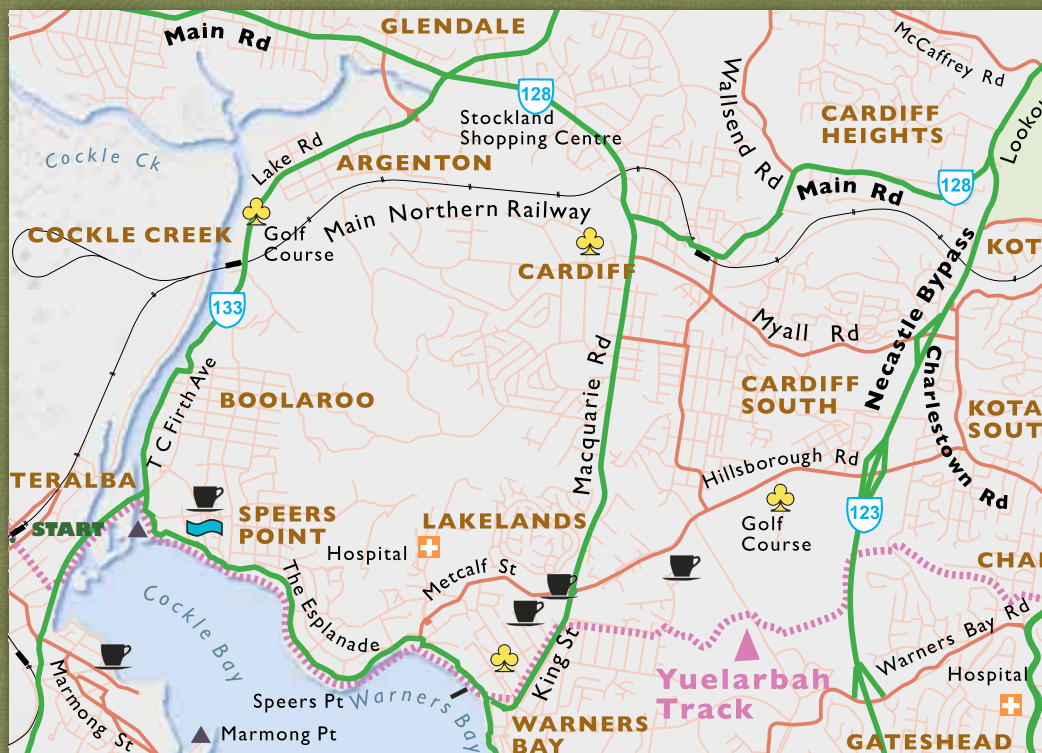 GLENDALE
Main Rd
McCaffrey Rd
128
Stockland
Shopping Centre
Wallsend Rd
CARDIFF
HEIGHTS
Lake Rd
ARGENTON
Cockle Ck
Main Rd
128
Main Northern Railway
COCKLE CREEK
Golf
Course
CARDIFF
KOT
133
Necastle Bypass
Myall Rd
Charlestown Rd
T C Firth Ave
BOOLAROO
Macquarie Rd
CARDIFF
SOUTH
KOTA
SOUT
Hillsborough Rd
TERALBA
START
SPEERS
POINT
LAKELANDS
Hospital
Golf
Course
123
Metcalf St
CHA
The Esplanade
Cockle Bay
King St
Warners Bay Rd
Yuelarbah
Track
Hospital
Marmong St
Speers Pt
Warners Bay
Marmong Pt
WARNERS
BAY
GATESHEAD